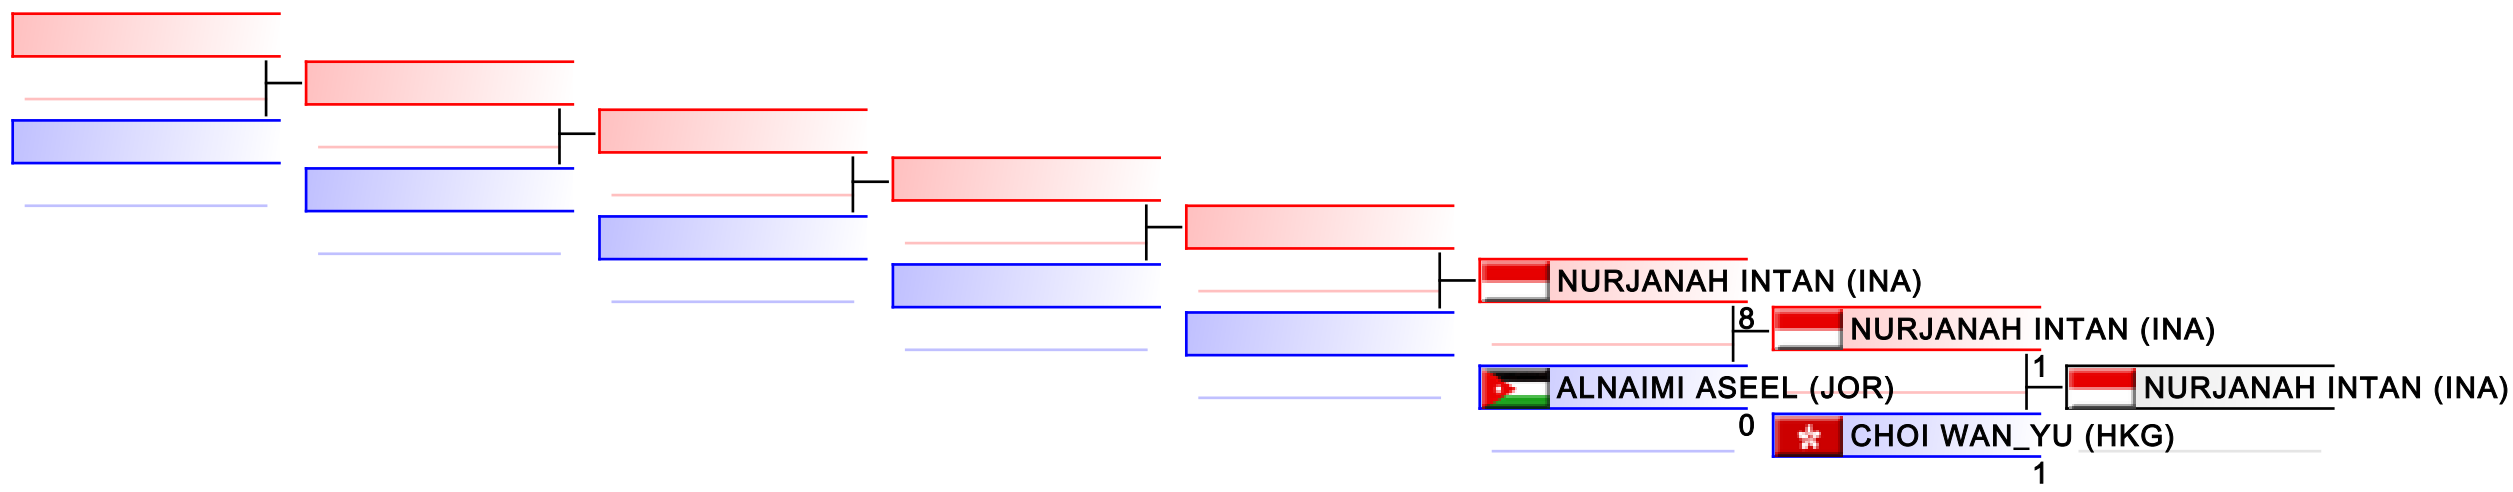 NURJANAH INTAN (INA)
8
NURJANAH INTAN (INA)
ALNAIMI ASEEL (JOR)
0
1
NURJANAH INTAN (INA)
CHOI WAN_YU (HKG)
1